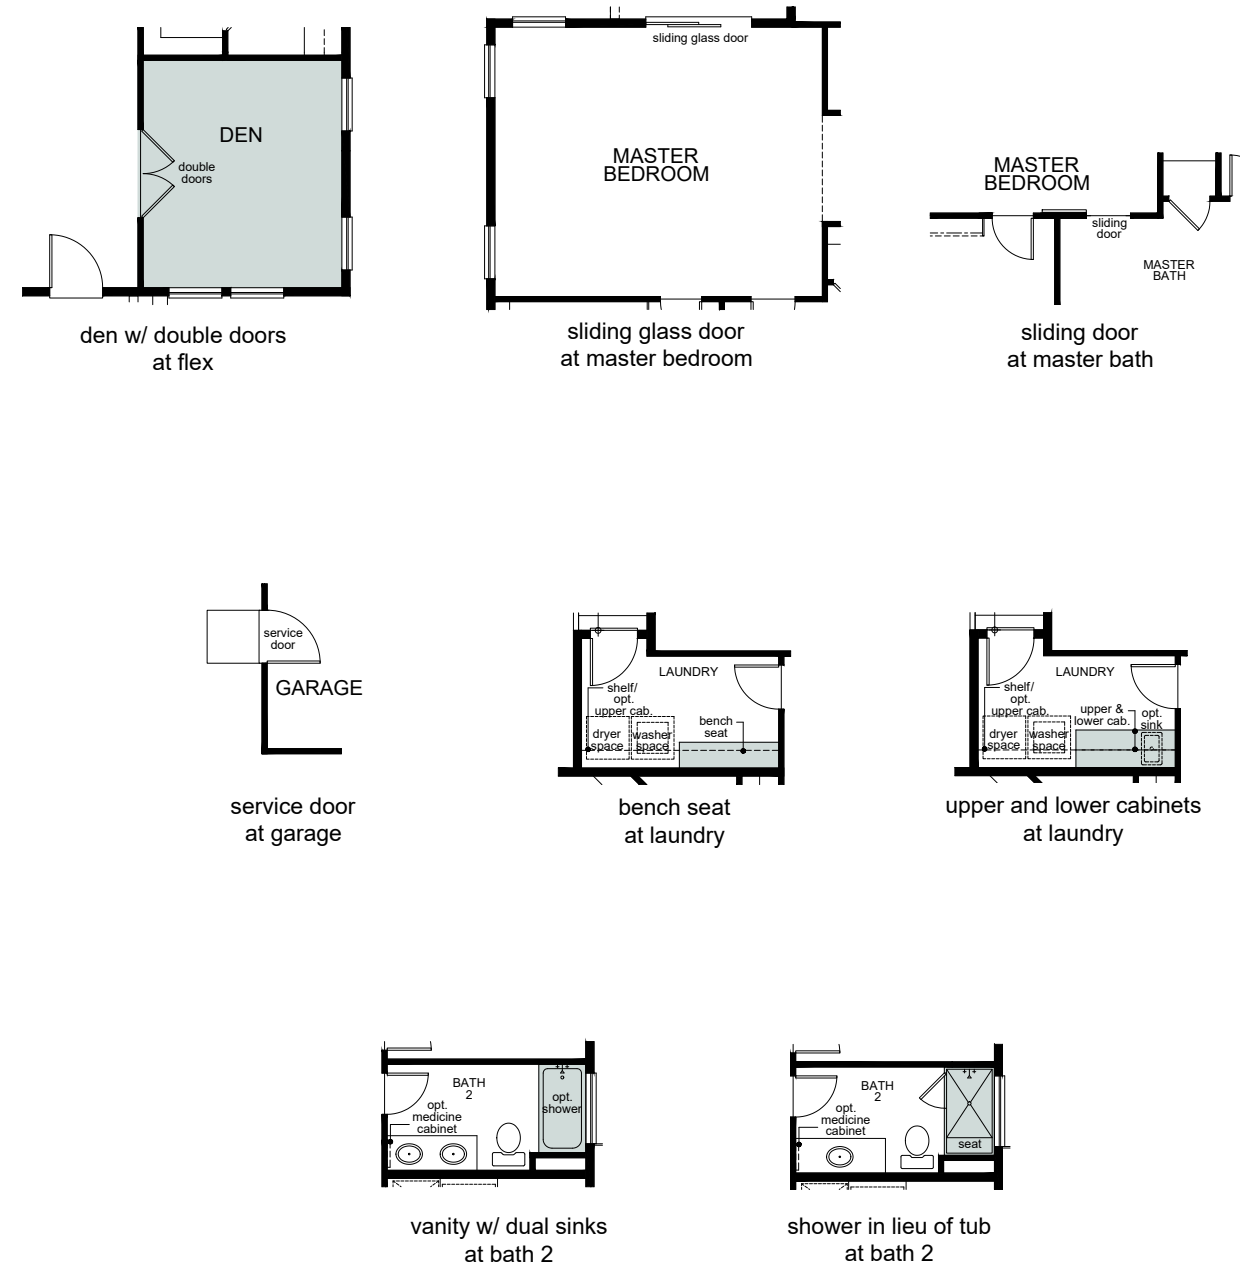 DEN
double
doors
den w/ double doors
at flex
sliding glass door
MASTER
BEDROOM
sliding glass door
at master bedroom
MASTER
BEDROOM
sliding
door
MASTER
BATH
sliding door
at master bath
service
door
GARAGE
service door
at garage
LAUNDRY
shelf/
opt.
upper cab.
dryer
space
washer
space
bench
seat
bench seat
at laundry
LAUNDRY
shelf/
opt.
upper cab.
dryer
space
washer
space
upper &
lower cab.
opt.
sink
upper and lower cabinets
at laundry
BATH
2
opt.
medicine
cabinet
opt.
shower
vanity w/ dual sinks
at bath 2
BATH
2
opt.
medicine
cabinet
seat
shower in lieu of tub
at bath 2